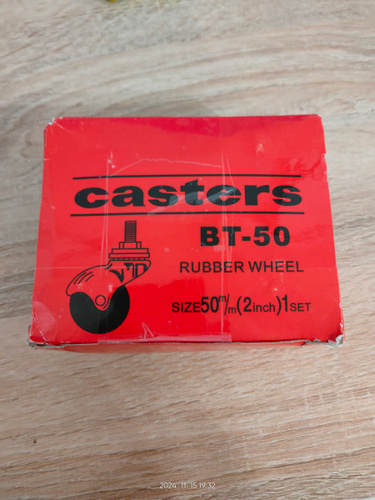 casters
BT-50
RUBBER WHEEL
SIZE50m/m(2inch)1SET
2024.11.15 19:32